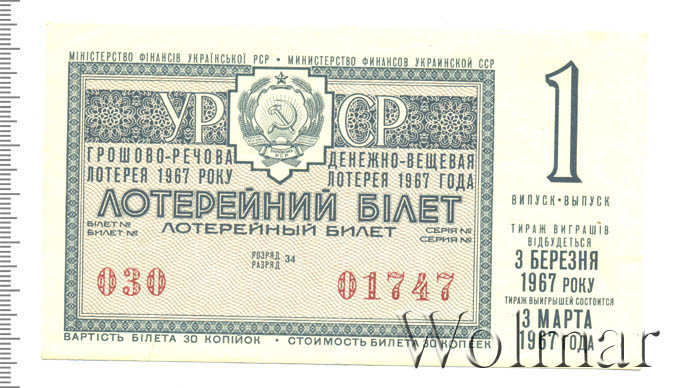 МІНІСТЕРСТВО ФІНАНСІВ УКРАЇНСЬКОЇ РСР • МИНИСТЕРСТВО ФИНАНСОВ УКРАИНСКОЙ ССР
УРСР
ГРОШОВО-РЕЧОВА
ЛОТЕРЕЯ 1967 РОКУ
ДЕНЕЖНО-ВЕЩЕВАЯ
ЛОТЕРЕЯ 1967 ГОДА
ЛОТЕРЕЙНИЙ БІЛЕТ
ЛОТЕРЕЙНЫЙ БИЛЕТ
БІЛЕТ №
БИЛЕТ №
СЕРІЯ №
СЕРИЯ №
РОЗРЯД 34
РАЗРЯД
030
01747
ВАРТІСТЬ БІЛЕТА 30 КОПІЙОК • СТОИМОСТЬ БИЛЕТА 30 КОПЕЕК
1
ВИПУСК • ВЫПУСК
ТИРАЖ ВИГРАШІВ
ВІДБУДЕТЬСЯ
3 БЕРЕЗНЯ
1967 РОКУ
ТИРАЖ ВЫИГРЫШЕЙ СОСТОИТСЯ
3 МАРТА
1967 ГОДА
Wolmar